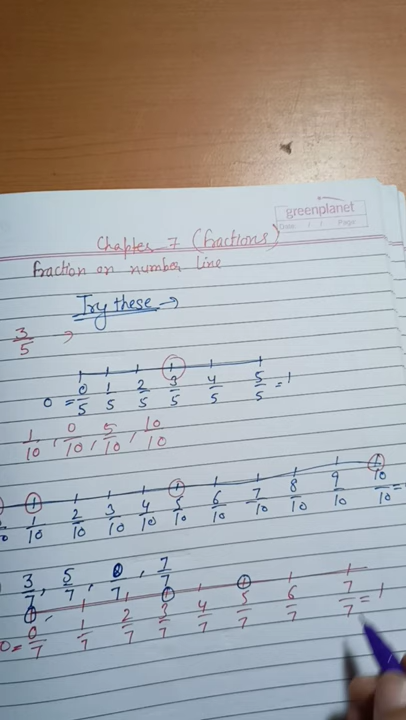 greenplanet
Date: / / Page
Chapter-7 (fractions)
Fraction on number line
Try these →
3/5 →
0 = 0/5 1/5 2/5 3/5 4/5 5/5 = 1
1/10, 0/10, 5/10, 10/10
1/10 2/10 3/10 4/10 5/10 6/10 7/10 8/10 9/10 10/10 =
3/7, 5/7, 0/7, 7/7
0 = 0/7 1/7 2/7 3/7 4/7 5/7 6/7 7/7 = 1